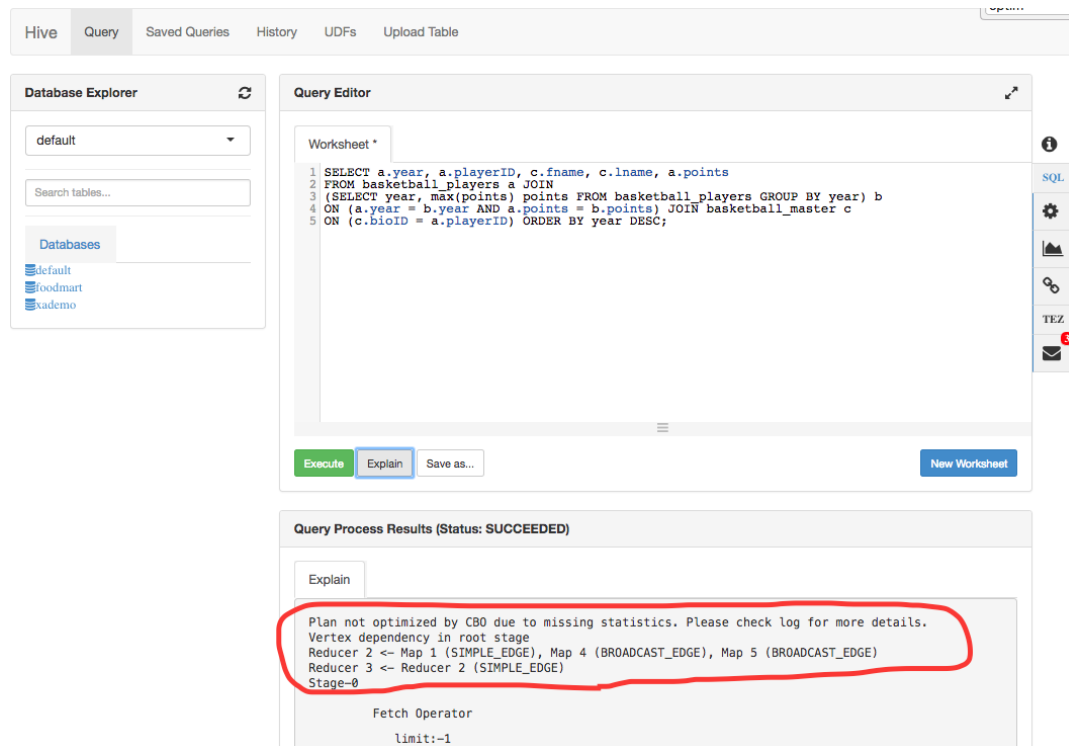 Hive Query Saved Queries History UDFs Upload Table
Database Explorer
default
Search tables...
Databases
default
foodmart
xademo
Query Editor
Worksheet *
1 SELECT a.year, a.playerID, c.fname, c.lname, a.points
2 FROM basketball_players a JOIN
3 (SELECT year, max(points) points FROM basketball_players GROUP BY year) b
4 ON (a.year = b.year AND a.points = b.points) JOIN basketball_master c
5 ON (c.bioID = a.playerID) ORDER BY year DESC;
Execute Explain Save as... New Worksheet
SQL
TEZ
Query Process Results (Status: SUCCEEDED)
Explain
Plan not optimized by CBO due to missing statistics. Please check log for more details.
Vertex dependency in root stage
Reducer 2 <- Map 1 (SIMPLE_EDGE), Map 4 (BROADCAST_EDGE), Map 5 (BROADCAST_EDGE)
Reducer 3 <- Reducer 2 (SIMPLE_EDGE)
Stage-0
Fetch Operator
limit:-1